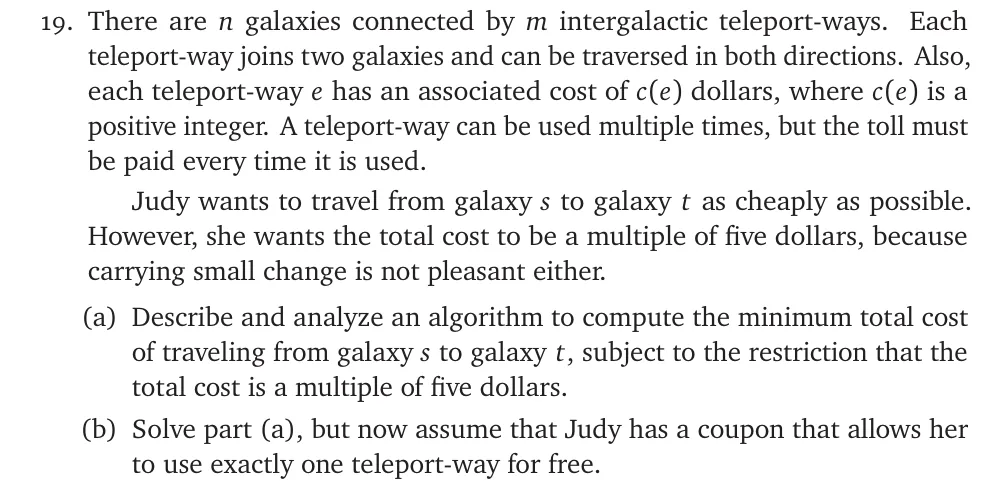 19. There are n galaxies connected by m intergalactic teleport-ways. Each
teleport-way joins two galaxies and can be traversed in both directions. Also,
each teleport-way e has an associated cost of c(e) dollars, where c(e) is a
positive integer. A teleport-way can be used multiple times, but the toll must
be paid every time it is used.
Judy wants to travel from galaxy s to galaxy t as cheaply as possible.
However, she wants the total cost to be a multiple of five dollars, because
carrying small change is not pleasant either.
(a) Describe and analyze an algorithm to compute the minimum total cost
of traveling from galaxy s to galaxy t, subject to the restriction that the
total cost is a multiple of five dollars.
(b) Solve part (a), but now assume that Judy has a coupon that allows her
to use exactly one teleport-way for free.